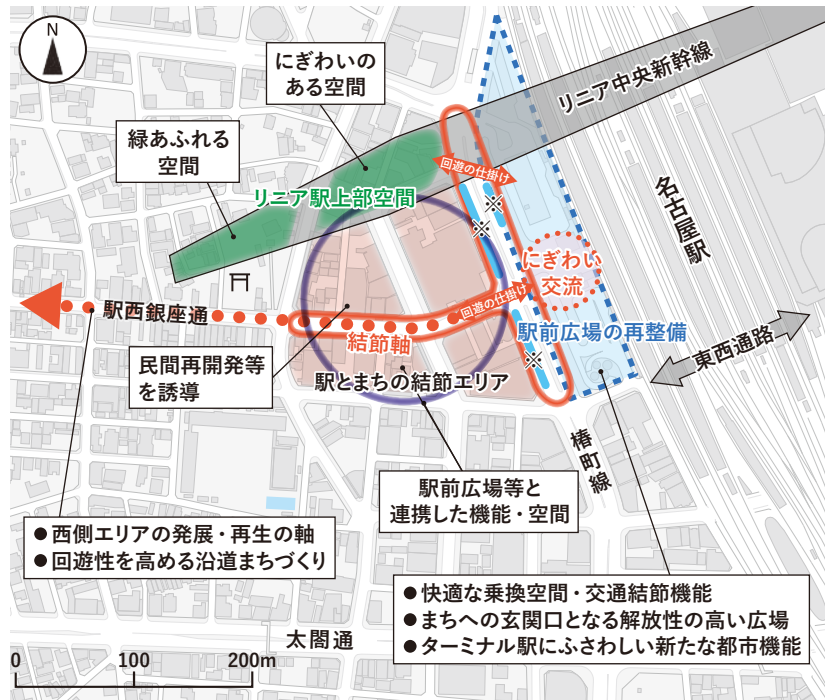 N
にぎわいの
ある空間
リニア中央新幹線
緑あふれる
空間
回遊の仕掛け
リニア駅上部空間
※
※
名古屋駅
にぎわい
交流
回遊の仕掛け
駅西銀座通
結節軸
駅前広場の再整備
東西通路
民間再開発等
を誘導
※
駅とまちの結節エリア
椿町線
駅前広場等と
連携した機能・空間
●西側エリアの発展・再生の軸
●回遊性を高める沿道まちづくり
●快適な乗換空間・交通結節機能
●まちへの玄関口となる解放性の高い広場
●ターミナル駅にふさわしい新たな都市機能
太閤通
0 100 200m